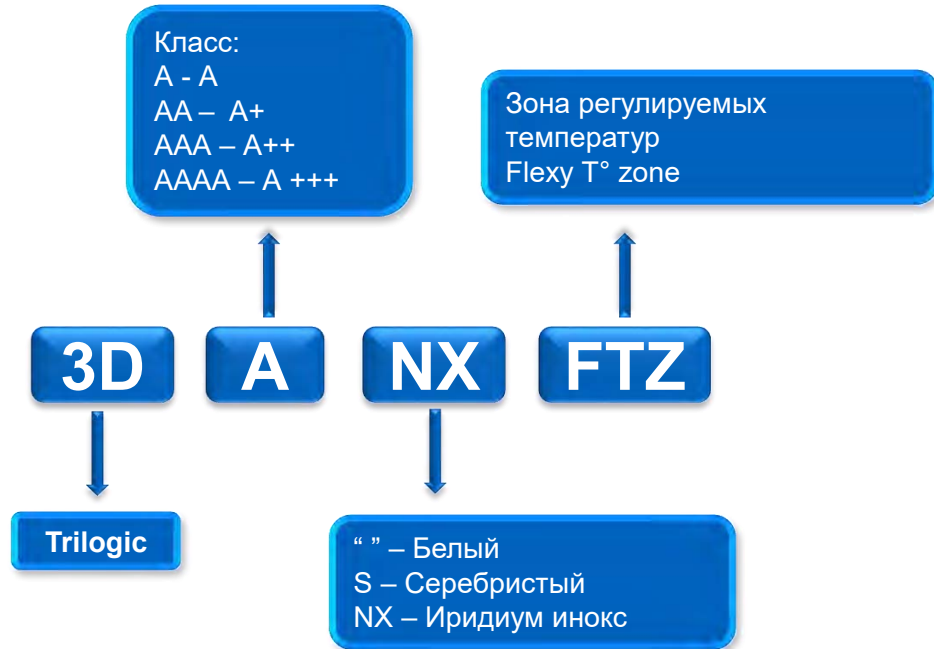 Класс:
A - A
AA – A+
AAA – A++
AAAA – A +++
Зона регулируемых
температур
Flexy T° zone
3D A NX FTZ
Trilogic
“ ” – Белый
S – Серебристый
NX – Иридиум инокс